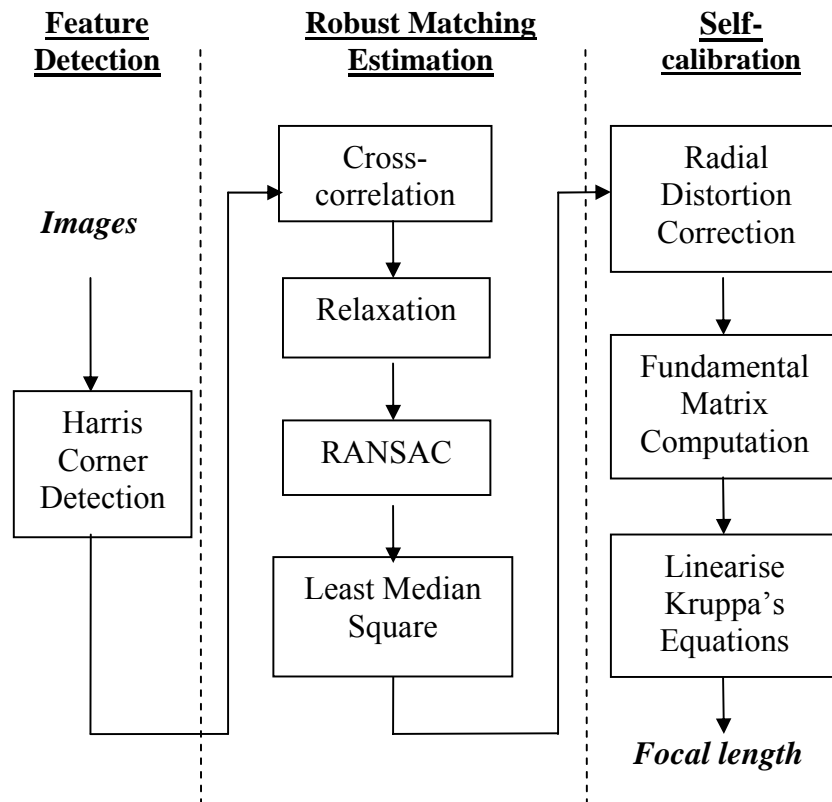 Feature
Detection
Images
Harris
Corner
Detection
Robust Matching
Estimation
Cross-
correlation
Relaxation
RANSAC
Least Median
Square
Self-
calibration
Radial
Distortion
Correction
Fundamental
Matrix
Computation
Linearise
Kruppa’s
Equations
Focal length